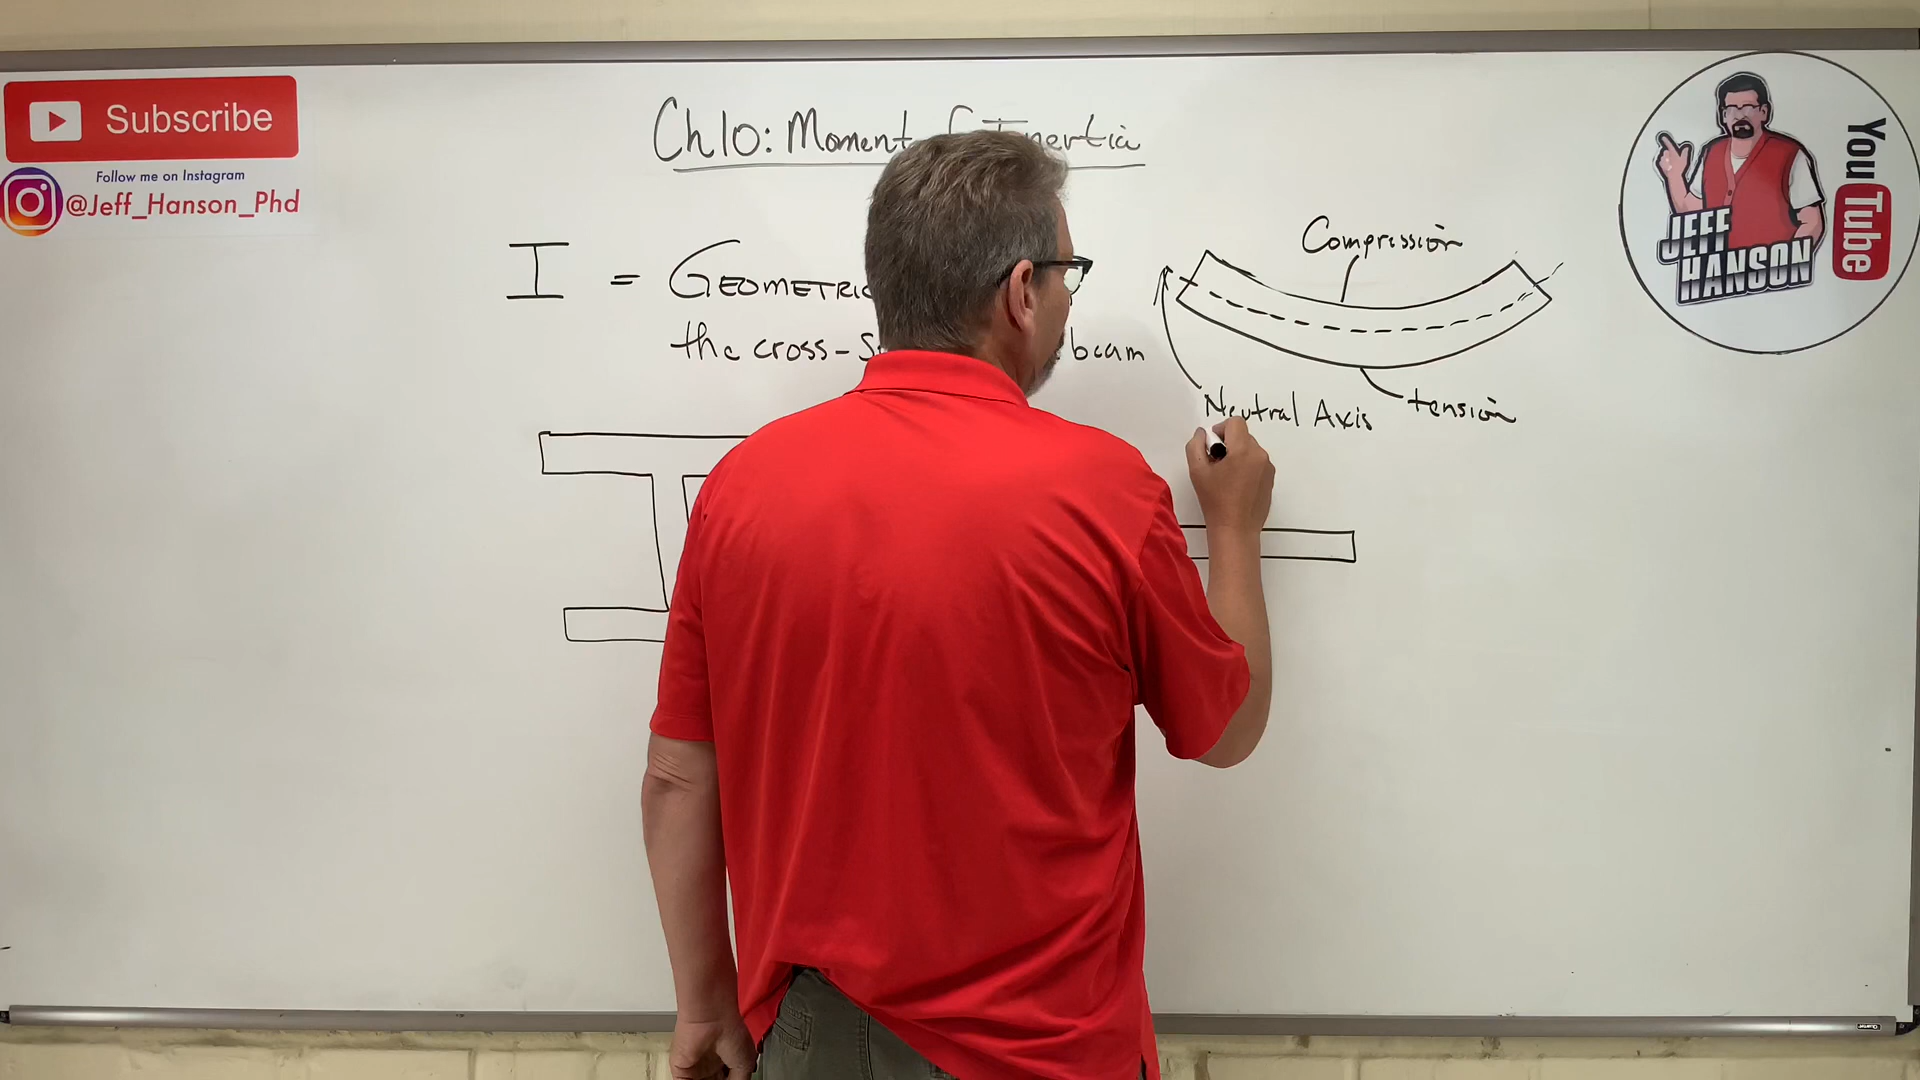 Subscribe
Follow me on Instagram
@Jeff_Hanson_Phd
Ch10: Moment
I = GEOMETRIC
the cross- beam
Compression
Neutral Axis
tension
JEFF
HANSON
YouTube